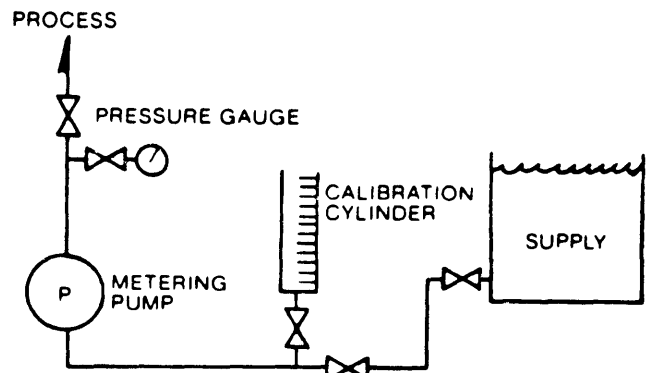 PROCESS
PRESSURE GAUGE
CALIBRATION
CYLINDER
SUPPLY
METERING
PUMP
P